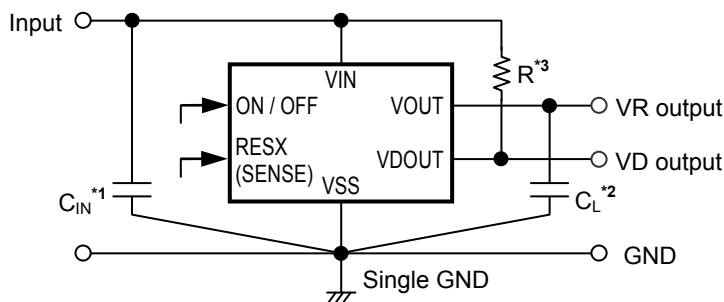 Input
VIN
R*3
ON / OFF
VOUT
VR output
RESX
(SENSE)
VDOUT
VD output
VSS
CIN*1
CL*2
GND
Single GND